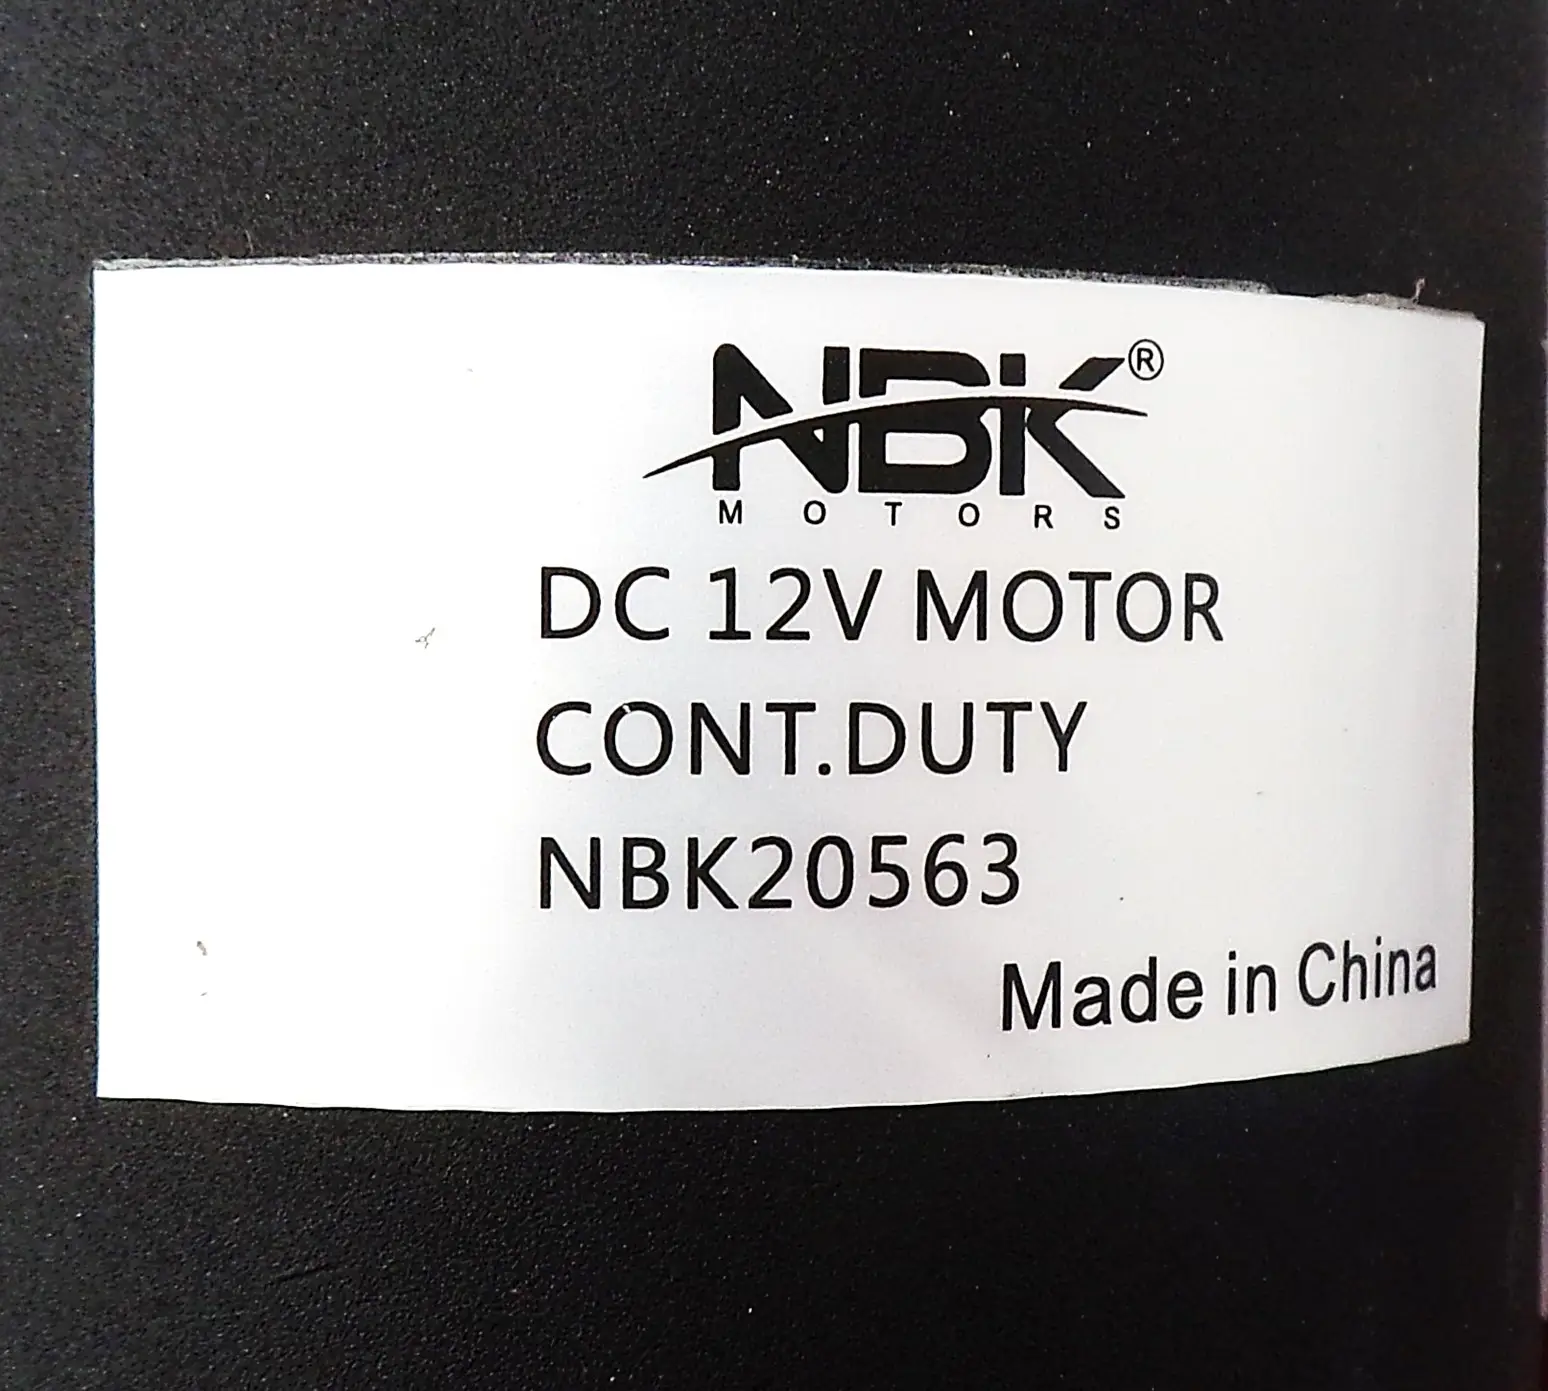 NBK®
MOTORS
DC 12V MOTOR
CONT.DUTY
NBK20563
Made in China